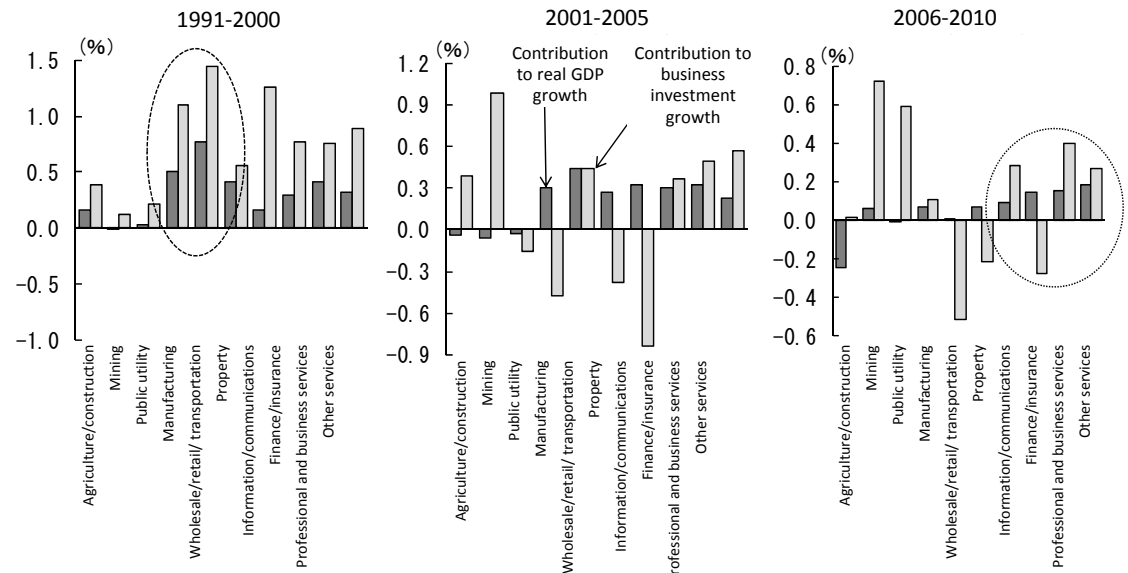 1991-2000
(%)
1.5
1.0
0.5
0.0
-0.5
-1.0
Agriculture/construction
Mining
Public utility
Manufacturing
Wholesale/retail/ transportation
Property
Information/communications
Finance/insurance
Professional and business services
Other services
2001-2005
(%)
1.2
0.9
0.6
0.3
0.0
-0.3
-0.6
-0.9
Contribution
to real GDP
growth
Contribution to
business
investment
growth
Agriculture/construction
Mining
Public utility
Manufacturing
Wholesale/retail/ transportation
Property
Information/communications
Finance/insurance
rofessional and business services
Other services
2006-2010
(%)
0.8
0.6
0.4
0.2
0.0
-0.2
-0.4
-0.6
Agriculture/construction
Mining
Public utility
Manufacturing
Wholesale/retail/ transportation
Property
Information/communications
Finance/insurance
Professional and business services
Other services